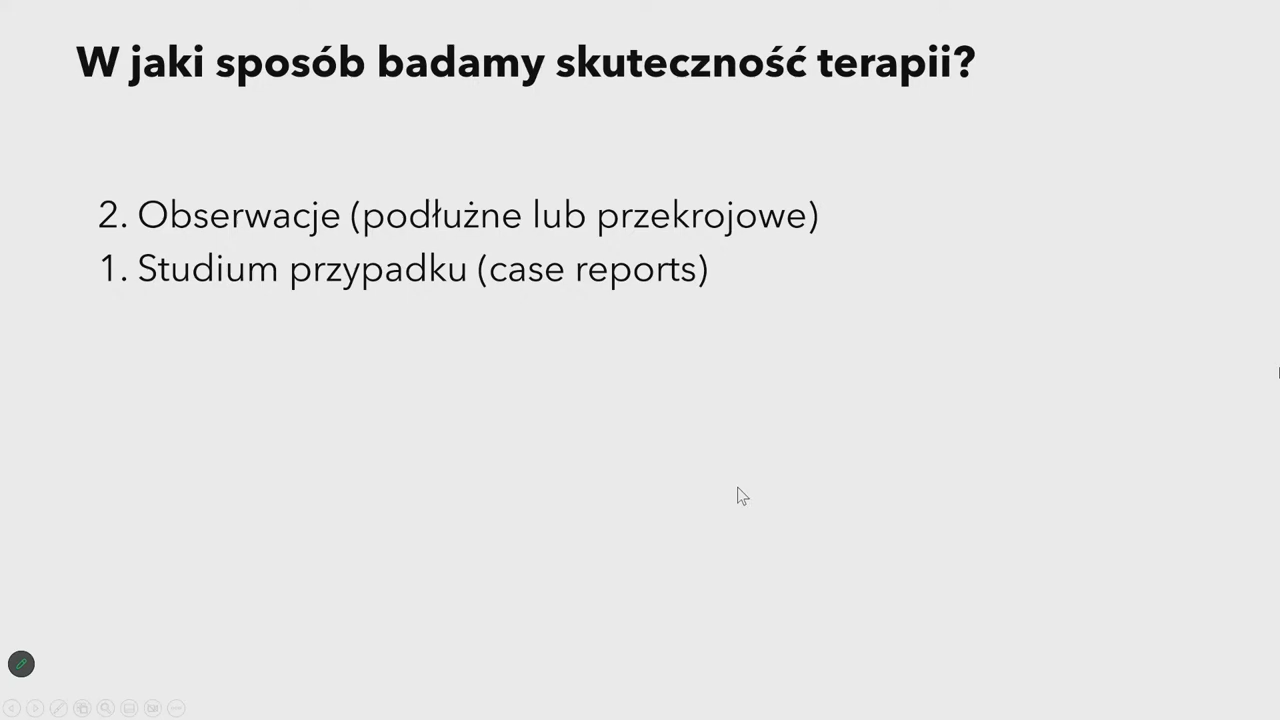 W jaki sposób badamy skuteczność terapii?
2. Obserwacje (podłużne lub przekrojowe)
1. Studium przypadku (case reports)